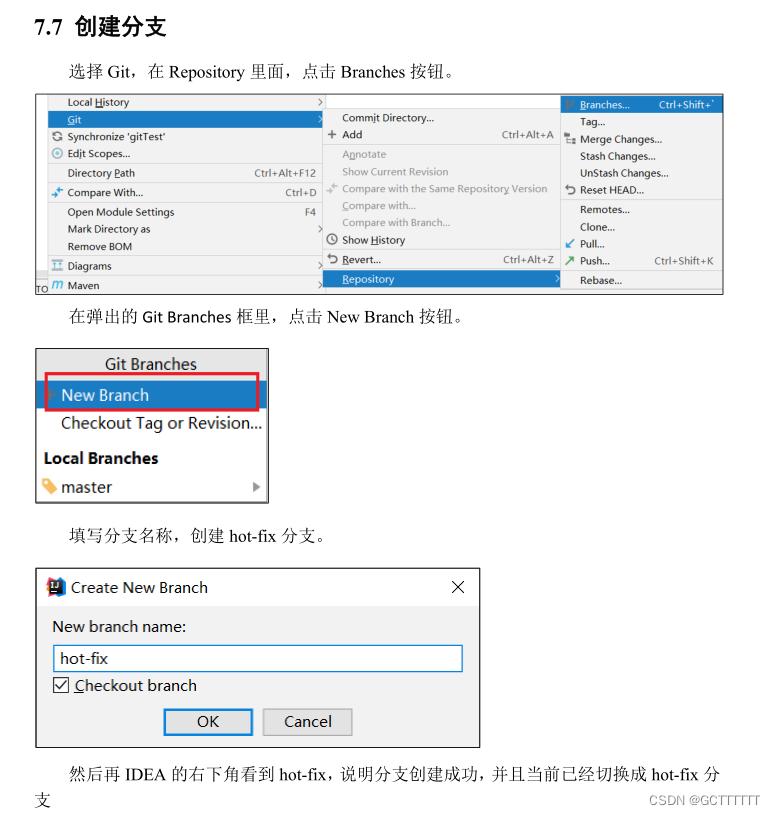 7.7 创建分支
选择 Git，在 Repository 里面，点击 Branches 按钮。
Local History
Git
Synchronize 'gitTest'
Edit Scopes...
Directory Path Ctrl+Alt+F12
Compare With... Ctrl+D
Open Module Settings F4
Mark Directory as
Remove BOM
Diagrams
Maven
TO
Commit Directory...
Add Ctrl+Alt+A
Annotate
Show Current Revision
Compare with the Same Repository Version
Compare with...
Compare with Branch...
Show History
Revert... Ctrl+Alt+Z
Repository
Branches... Ctrl+Shift+`
Tag...
Merge Changes...
Stash Changes...
UnStash Changes...
Reset HEAD...
Remotes...
Clone...
Pull...
Push... Ctrl+Shift+K
Rebase...
在弹出的 Git Branches 框里，点击 New Branch 按钮。
Git Branches
New Branch
Checkout Tag or Revision...
Local Branches
master
填写分支名称，创建 hot-fix 分支。
Create New Branch
New branch name:
hot-fix
Checkout branch
OK Cancel
然后再 IDEA 的右下角看到 hot-fix，说明分支创建成功，并且当前已经切换成 hot-fix 分
支
CSDN @GCTTTTTT